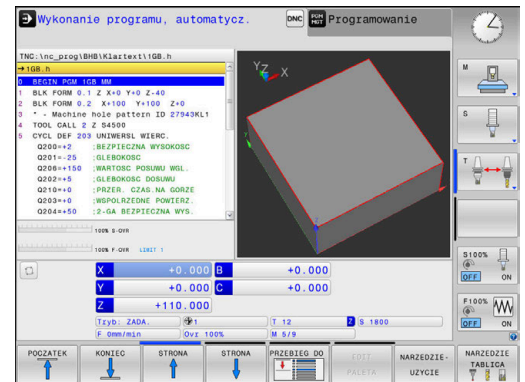 Wykonanie programu, automatycz.
DNC
PGM MGT
Programowanie
TNC:\nc_prog\BHB\Klartext\1GB.h
→1GB.h
0 BEGIN PGM 1GB MM
1 BLK FORM 0.1 Z X+0 Y+0 Z-40
2 BLK FORM 0.2 X+100 Y+100 Z+0
3 * - Machine hole pattern ID 27943KL1
4 TOOL CALL 2 Z S4500
5 CYCL DEF 203 UNIWERSL WIERC.
Q200=+2 ;BEZPIECZNA WYSOKOSC
Q201=-25 ;GLEBOKOSC
Q206=+150 ;WARTOSC POSUWU WGL.
Q202=+5 ;GLEBOKOSC DOSUWU
Q210=+0 ;PRZER. CZAS.NA GORZE
Q203=+0 ;WSPOLRZEDNE POWIERZ.
Q204=+50 ;2-GA BEZPIECZNA WYS.
100% S-OVR
100% F-OVR LIMIT 1
Y Z X
X +0.000 B +0.000
Y +0.000 C +0.000
Z +110.000
Tryb: ZADA. 1 T 12 Z S 1800
F 0mm/min Ovr 100% M 5/9
M
S
T
S100%
OFF ON
F100%
OFF ON
POCZATEK
KONIEC
STRONA
STRONA
PRZEBIEG DO
EDIT PALETA
NARZEDZIE- UZYCIE
NARZEDZIE TABLICA